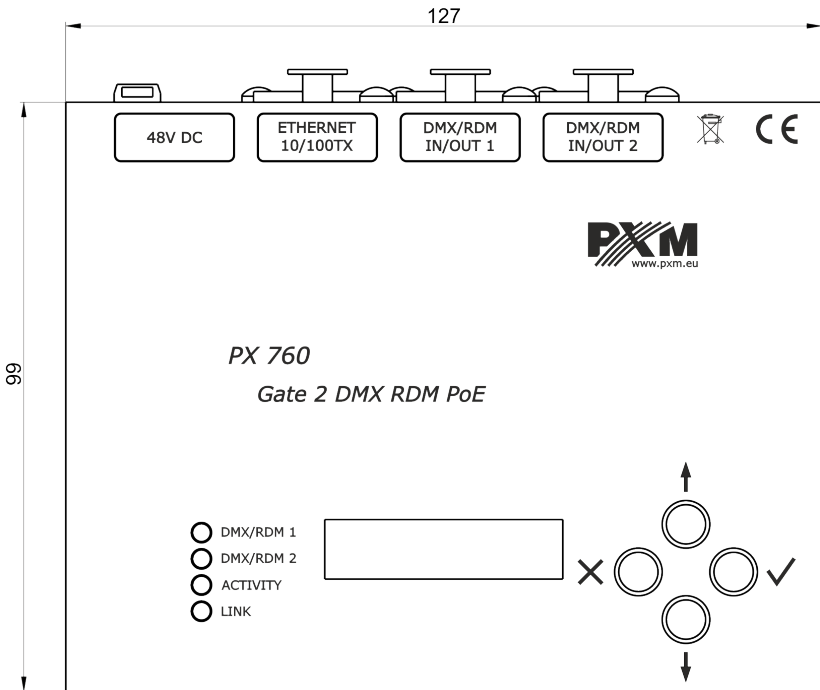 127
48V DC
ETHERNET
10/100TX
DMX/RDM
IN/OUT 1
DMX/RDM
IN/OUT 2
CE
PXM
www.pxm.eu
99
PX 760
Gate 2 DMX RDM PoE
DMX/RDM 1
DMX/RDM 2
ACTIVITY
LINK